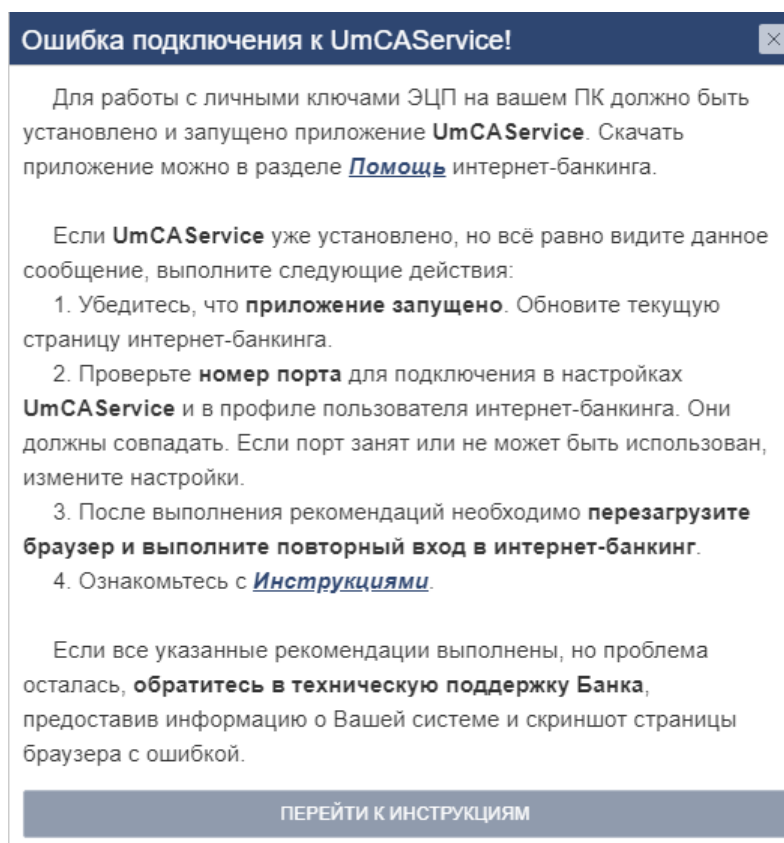 Ошибка подключения к UmCAService!
Для работы с личными ключами ЭЦП на вашем ПК должно быть
установлено и запущено приложение UmCAService. Скачать
приложение можно в разделе Помощь интернет-банкинга.
Если UmCAService уже установлено, но всё равно видите данное
сообщение, выполните следующие действия:
1. Убедитесь, что приложение запущено. Обновите текущую
страницу интернет-банкинга.
2. Проверьте номер порта для подключения в настройках
UmCAService и в профиле пользователя интернет-банкинга. Они
должны совпадать. Если порт занят или не может быть использован,
измените настройки.
3. После выполнения рекомендаций необходимо перезагрузите
браузер и выполните повторный вход в интернет-банкинг.
4. Ознакомьтесь с Инструкциями.
Если все указанные рекомендации выполнены, но проблема
осталась, обратитесь в техническую поддержку Банка,
предоставив информацию о Вашей системе и скриншот страницы
браузера с ошибкой.
ПЕРЕЙТИ К ИНСТРУКЦИЯМ